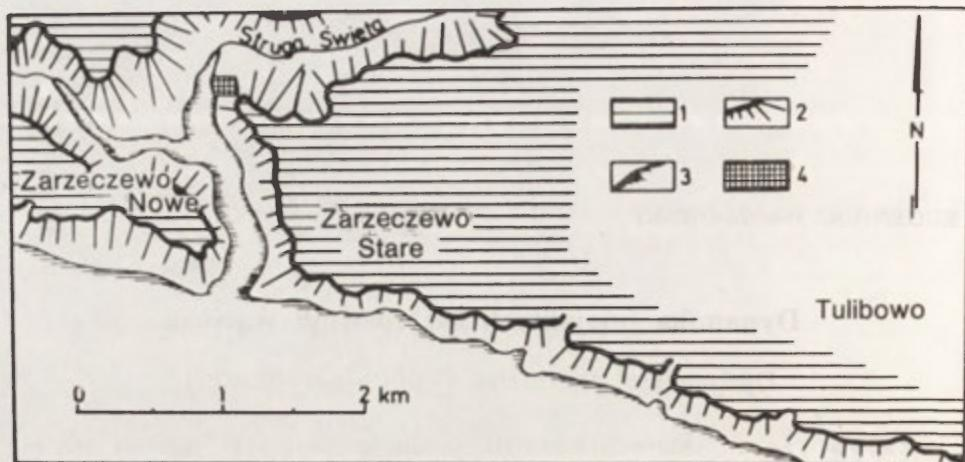 Struga Święta
1
2
3
4
N
Zarzeczewo
Nowe
Zarzeczewo
Stare
Tulibowo
0
1
2 km